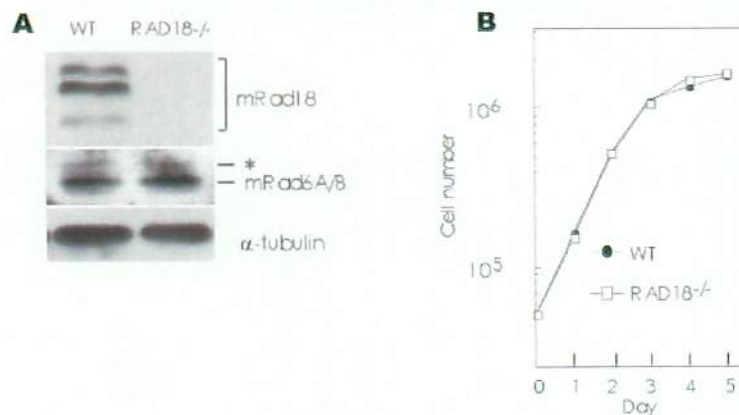 A
WT RAD18-/-
mRad18
*
mRad6A/B
α-tubulin
B
Cell number
10⁶
10⁵
WT
RAD18-/-
0 1 2 3 4 5
Day